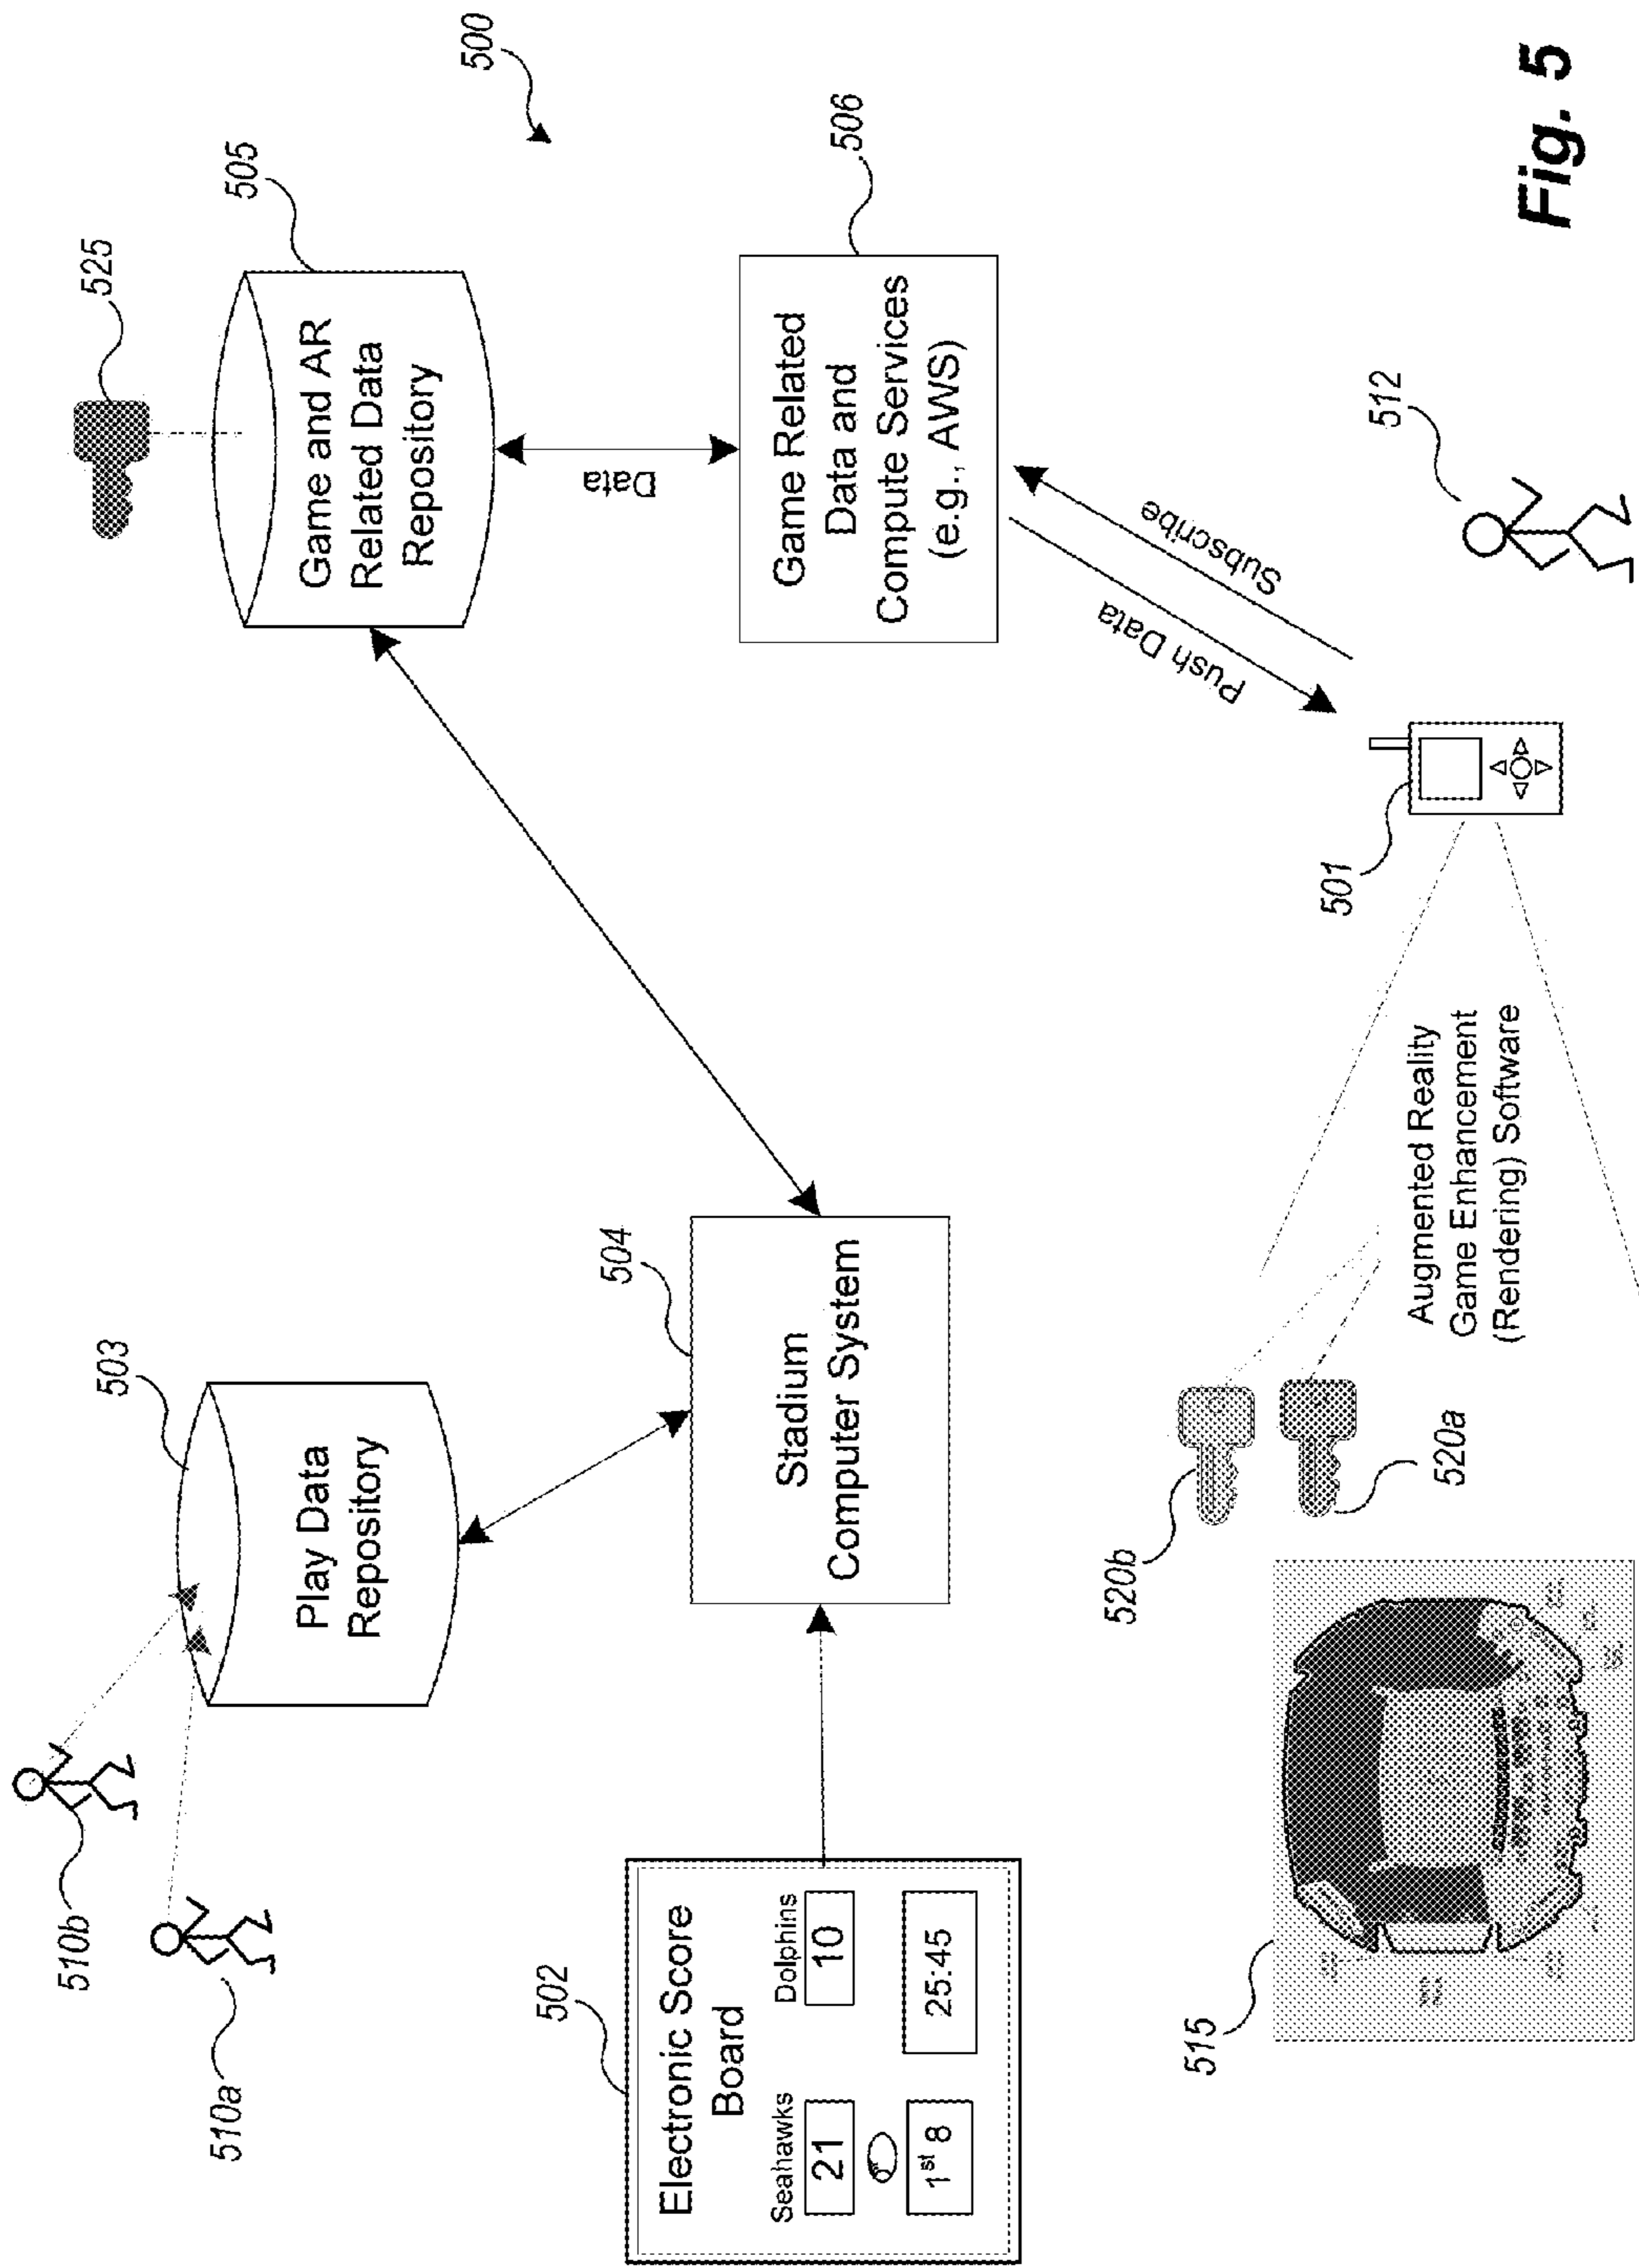 500
510b
510a
503
Play Data
Repository
525
505
Game and AR
Related Data
Repository
502
Electronic Score
Board
Seahawks
21
Dolphins
10
1st 8
25:45
504
Stadium
Computer System
Data
506
Game Related
Data and
Compute Services
(e.g., AWS)
Push Data
Subscribe
512
501
515
520b
520a
Augmented Reality
Game Enhancement
(Rendering) Software
Fig. 5